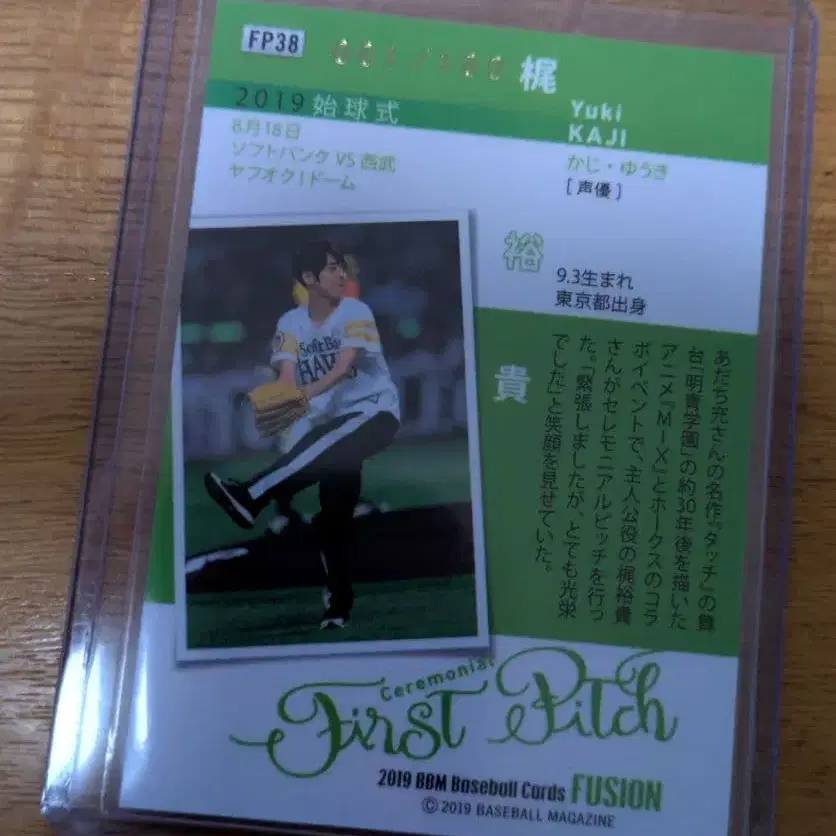 FP38
001/100
梶
裕
貴
Yuki
KAJI
かじ・ゆうき
[声優]
2019 始球式
8月18日
ソフトバンク VS 西武
ヤフオク!ドーム
9.3生まれ
東京都出身
SoftBa
HAW
あだち充さんの名作『タッチ』の舞
台「明青学園」の約30年後を描いた
アニメ『MIX』とホークスのコラ
ボイベントで、主人公役の梶裕貴
さんがセレモニアルピッチを行っ
た。「緊張しましたが、とても光栄
でした」と笑顔を見せていた。
Ceremonial
First Pitch
2019 BBM Baseball Cards FUSION
©2019 BASEBALL MAGAZINE